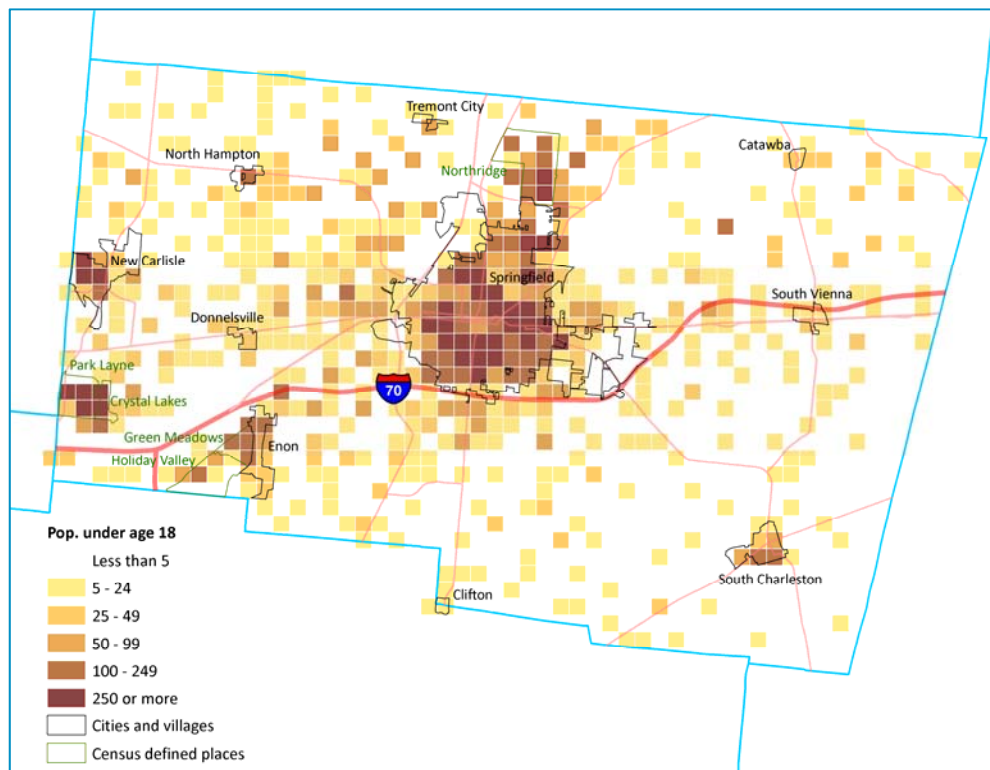 Tremont City
Catawba
North Hampton
Northridge
New Carlisle
Springfield
South Vienna
Donnelsville
Park Layne
70
Crystal Lakes
Green Meadows
Enon
Holiday Valley
South Charleston
Clifton
Pop. under age 18
Less than 5
5 - 24
25 - 49
50 - 99
100 - 249
250 or more
Cities and villages
Census defined places